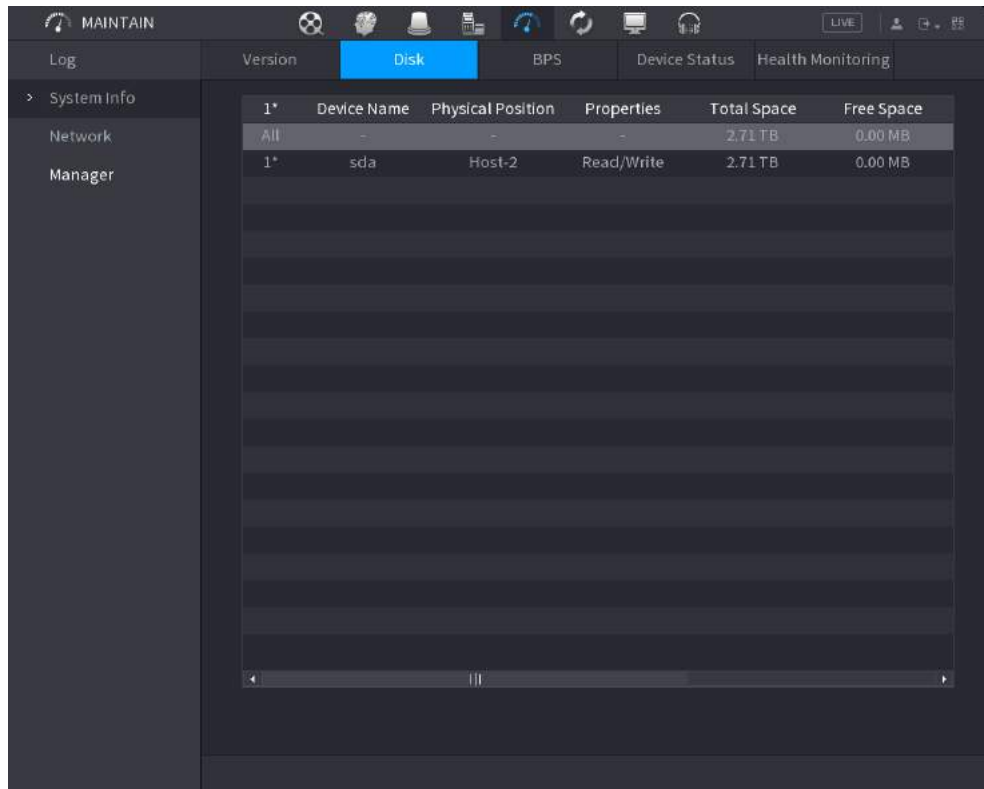 MAINTAIN LIVE
Log Version Disk BPS Device Status Health Monitoring
> System Info
Network
Manager
1* Device Name Physical Position Properties Total Space Free Space
All - - - 2.71 TB 0.00 MB
1* sda Host-2 Read/Write 2.71 TB 0.00 MB